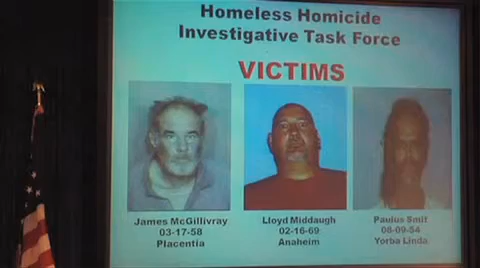 Homeless Homicide
Investigative Task Force
VICTIMS
James McGillivray
03-17-58
Placentia
Lloyd Middaugh
02-16-69
Anaheim
Paulus Smit
08-09-54
Yorba Linda